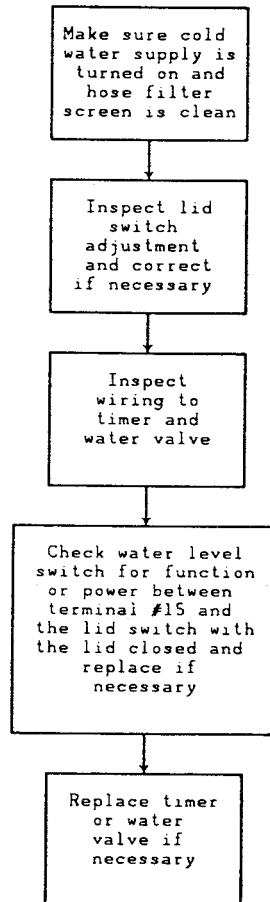 Make sure cold
water supply is
turned on and
hose filter
screen is clean
Inspect lid
switch
adjustment
and correct
if necessary
Inspect
wiring to
timer and
water valve
Check water level
switch for function
or power between
terminal #15 and
the lid switch with
the lid closed and
replace if
necessary
Replace timer
or water
valve if
necessary